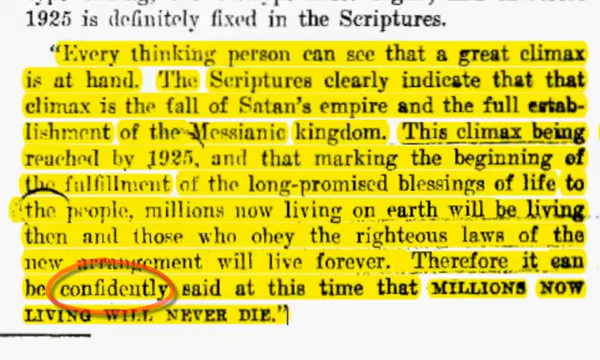 1925 is definitely fixed in the Scriptures.
"Every thinking person can see that a great climax
is at hand. The Scriptures clearly indicate that that
climax is the fall of Satan's empire and the full estab-
lishment of the Messianic kingdom. This climax being
reached by 1925, and that marking the beginning of
the fulfillment of the long-promised blessings of life to
the people, millions now living on earth will be living
then and those who obey the righteous laws of the
new arrangement will live forever. Therefore it can
be confidently said at this time that MILLIONS NOW
LIVING WILL NEVER DIE."